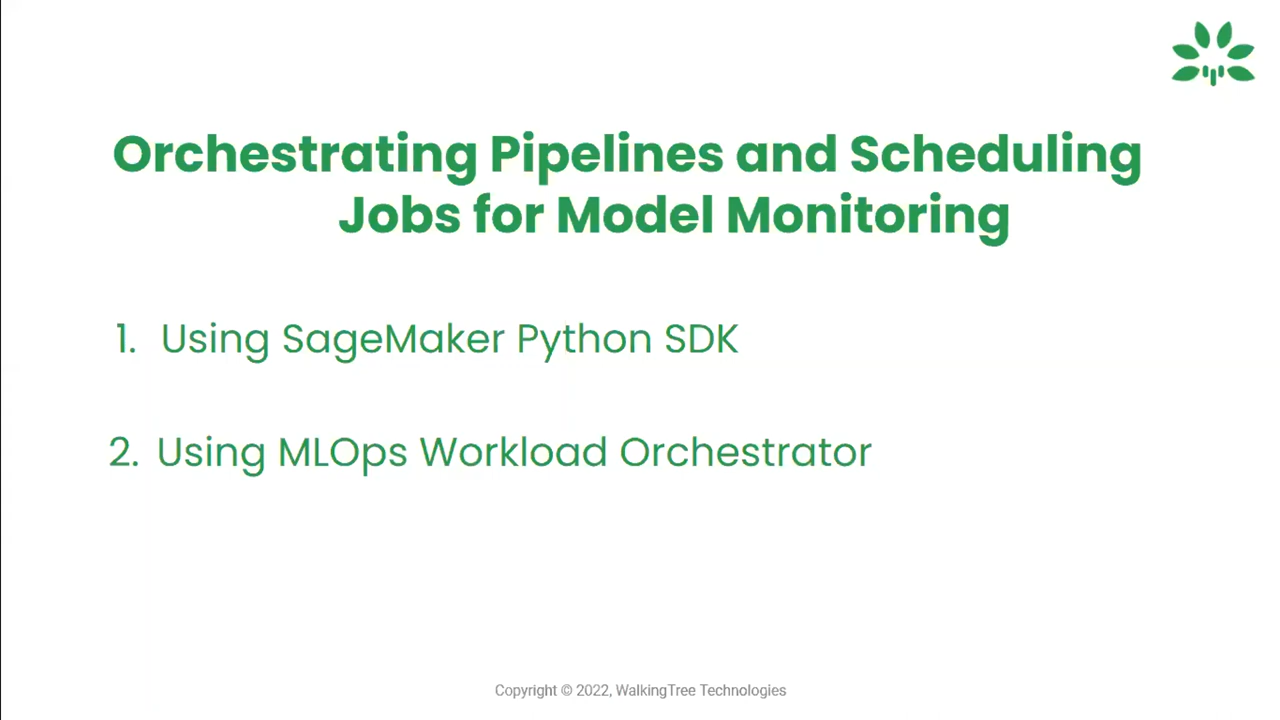 Orchestrating Pipelines and Scheduling
Jobs for Model Monitoring
1. Using SageMaker Python SDK
2. Using MLOps Workload Orchestrator
Copyright © 2022, WalkingTree Technologies